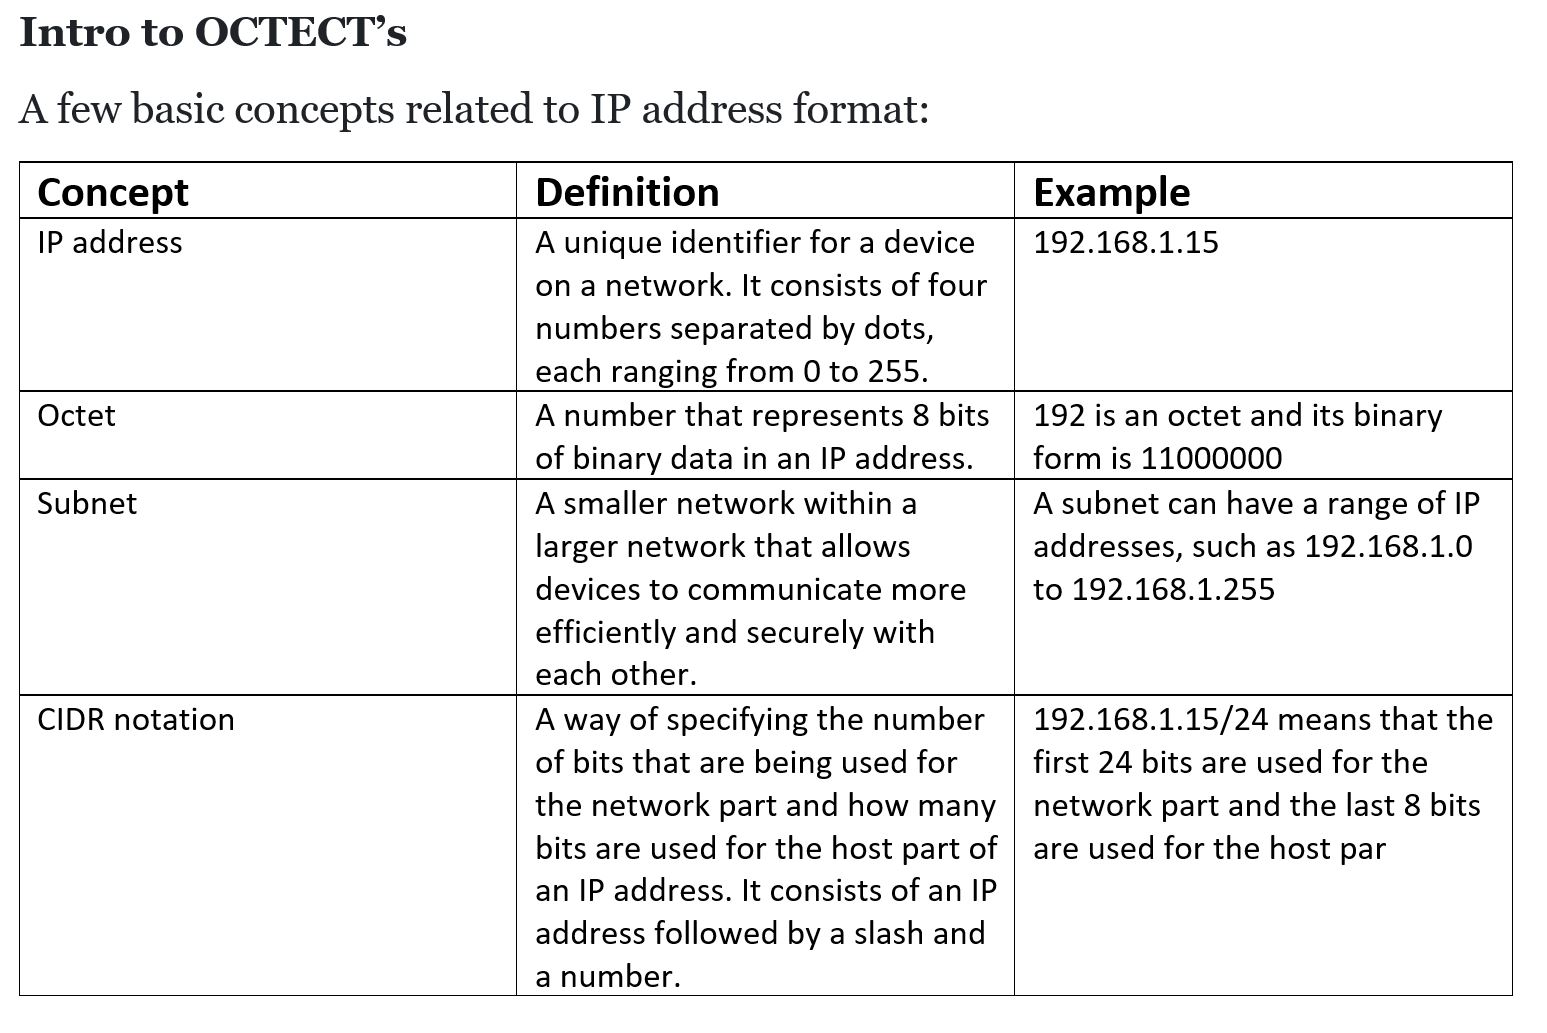 Intro to OCTECT’s
A few basic concepts related to IP address format:
Concept
Definition
Example
IP address
A unique identifier for a device
on a network. It consists of four
numbers separated by dots,
each ranging from 0 to 255.
192.168.1.15
Octet
A number that represents 8 bits
of binary data in an IP address.
192 is an octet and its binary
form is 11000000
Subnet
A smaller network within a
larger network that allows
devices to communicate more
efficiently and securely with
each other.
A subnet can have a range of IP
addresses, such as 192.168.1.0
to 192.168.1.255
CIDR notation
A way of specifying the number
of bits that are being used for
the network part and how many
bits are used for the host part of
an IP address. It consists of an IP
address followed by a slash and
a number.
192.168.1.15/24 means that the
first 24 bits are used for the
network part and the last 8 bits
are used for the host par